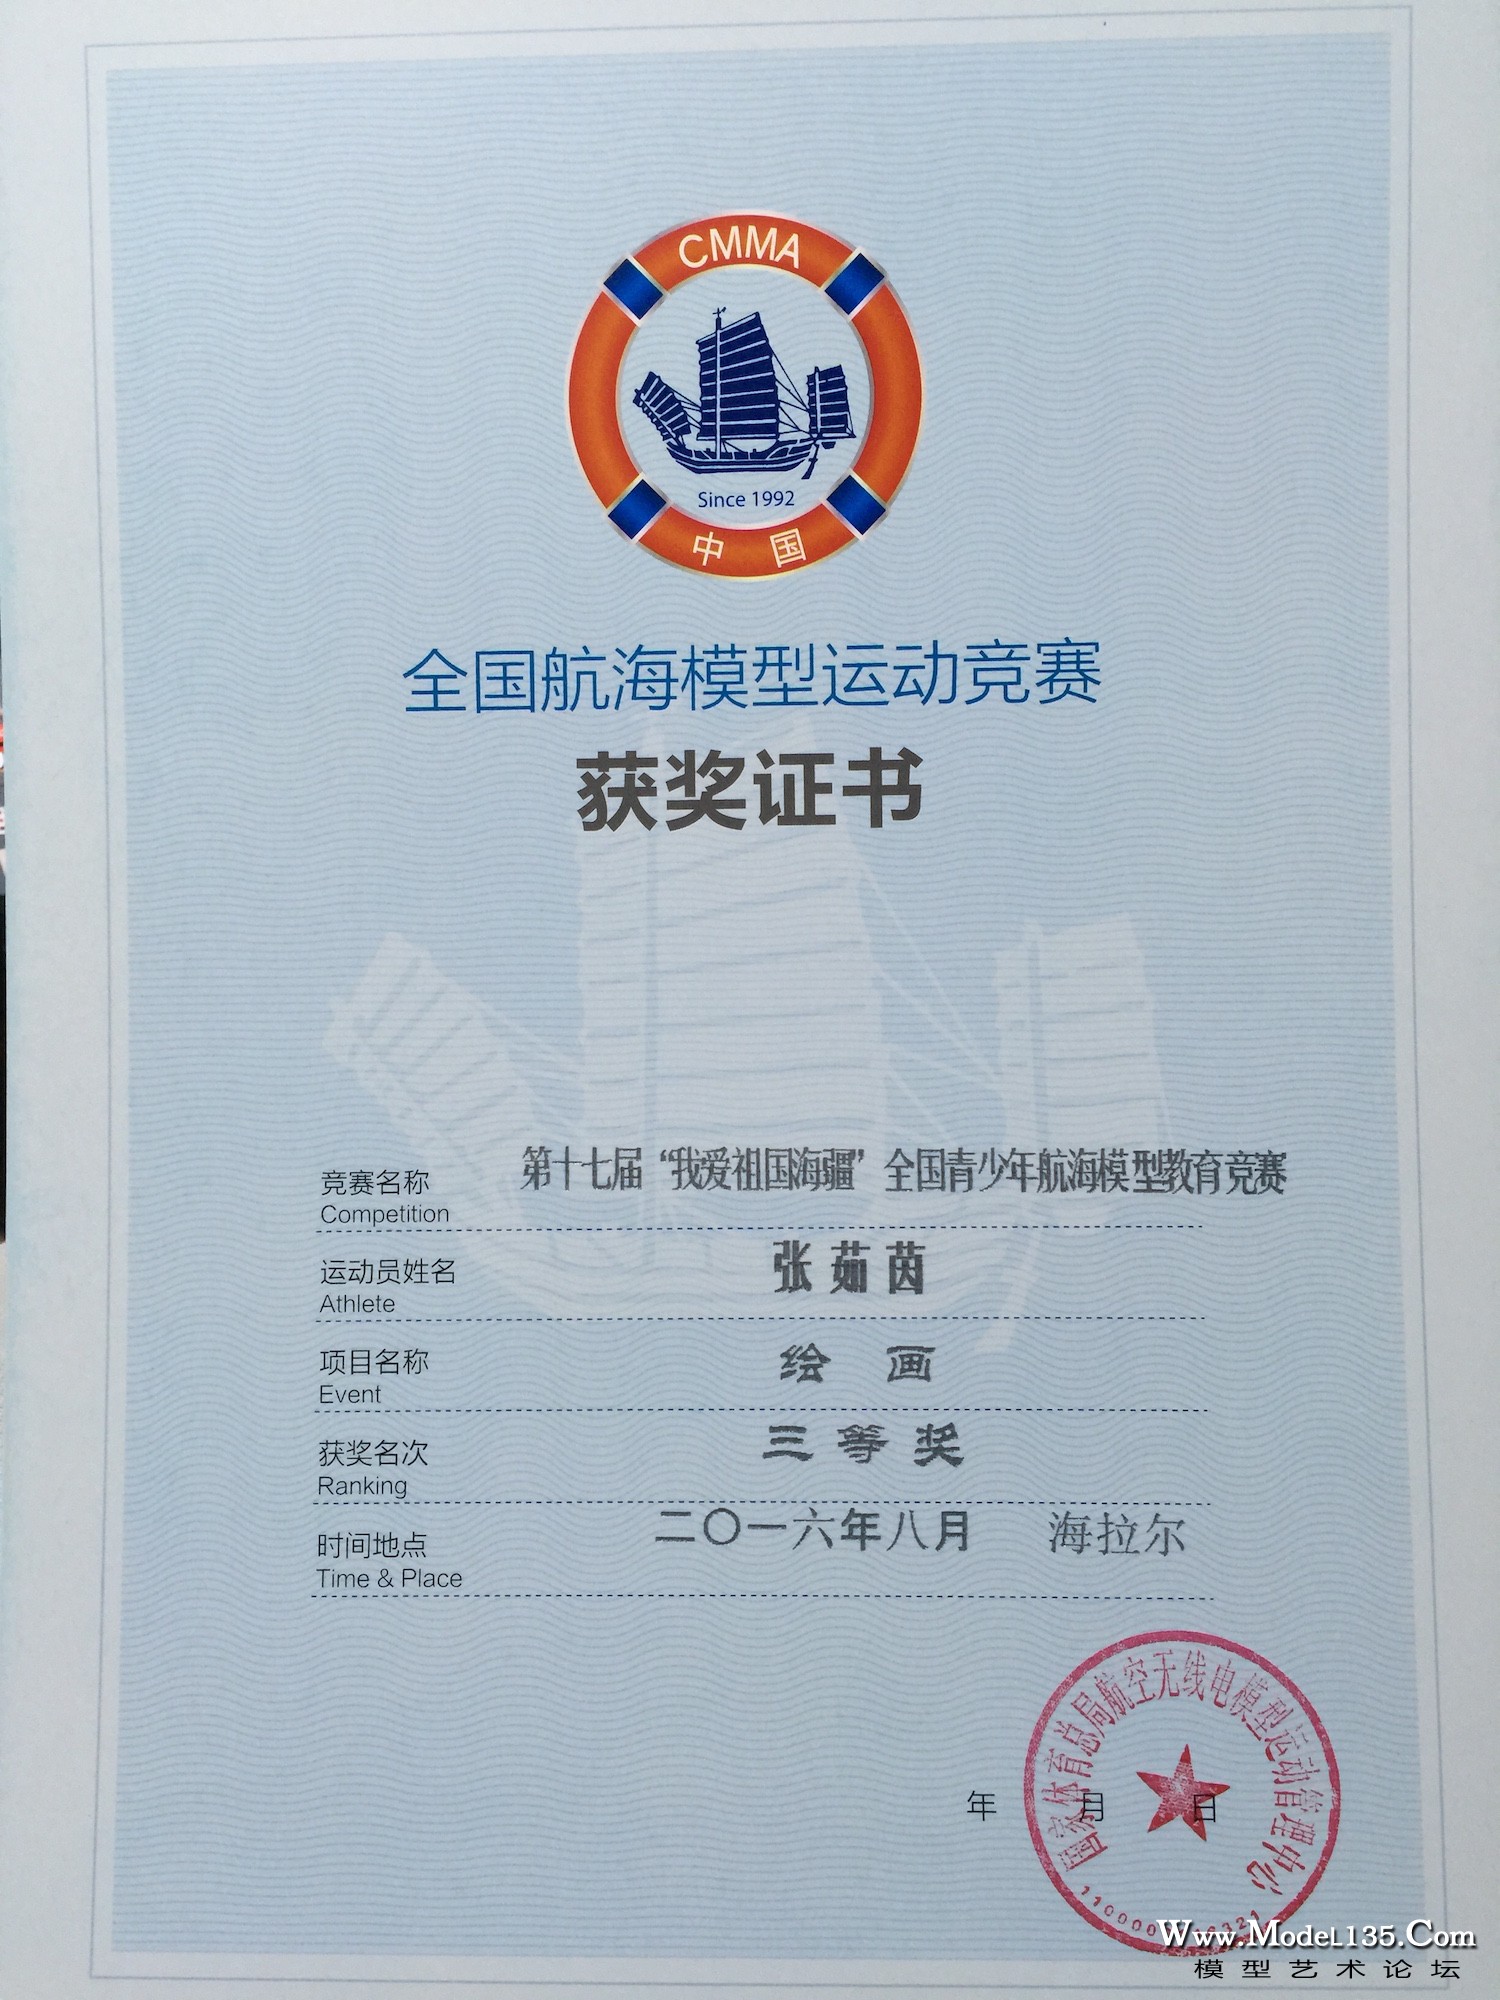 CMMA
Since 1992
中 国
全国航海模型运动竞赛
获奖证书
竞赛名称 第十七届“我爱祖国海疆”全国青少年航海模型教育竞赛
Competition
运动员姓名 张茹茵
Athlete
项目名称 绘 画
Event
获奖名次 三等奖
Ranking
时间地点 二〇一六年八月 海拉尔
Time & Place
国家体育总局航空无线电模型运动管理中心
年 月 日
Www.Model135.Com
模型艺术论坛